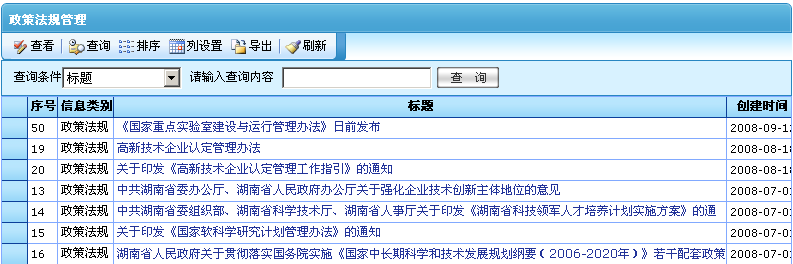 政策法规管理
查看 查询 排序 列设置 导出 刷新
查询条件 标题 请输入查询内容 查 询
序号 信息类别 标题 创建时间
50 政策法规 《国家重点实验室建设与运行管理办法》日前发布 2008-09-12
19 政策法规 高新技术企业认定管理办法 2008-08-18
20 政策法规 关于印发《高新技术企业认定管理工作指引》的通知 2008-08-18
13 政策法规 中共湖南省委办公厅、湖南省人民政府办公厅关于强化企业技术创新主体地位的意见 2008-07-0
14 政策法规 中共湖南省委组织部、湖南省科学技术厅、湖南省人事厅关于印发《湖南省科技领军人才培养计划实施方案》的通 2008-07-0
15 政策法规 关于印发《国家软科学研究计划管理办法》的通知 2008-07-0
16 政策法规 湖南省人民政府关于贯彻落实国务院实施《国家中长期科学和技术发展规划纲要（2006-2020年）》若干配套政策 2008-07-0